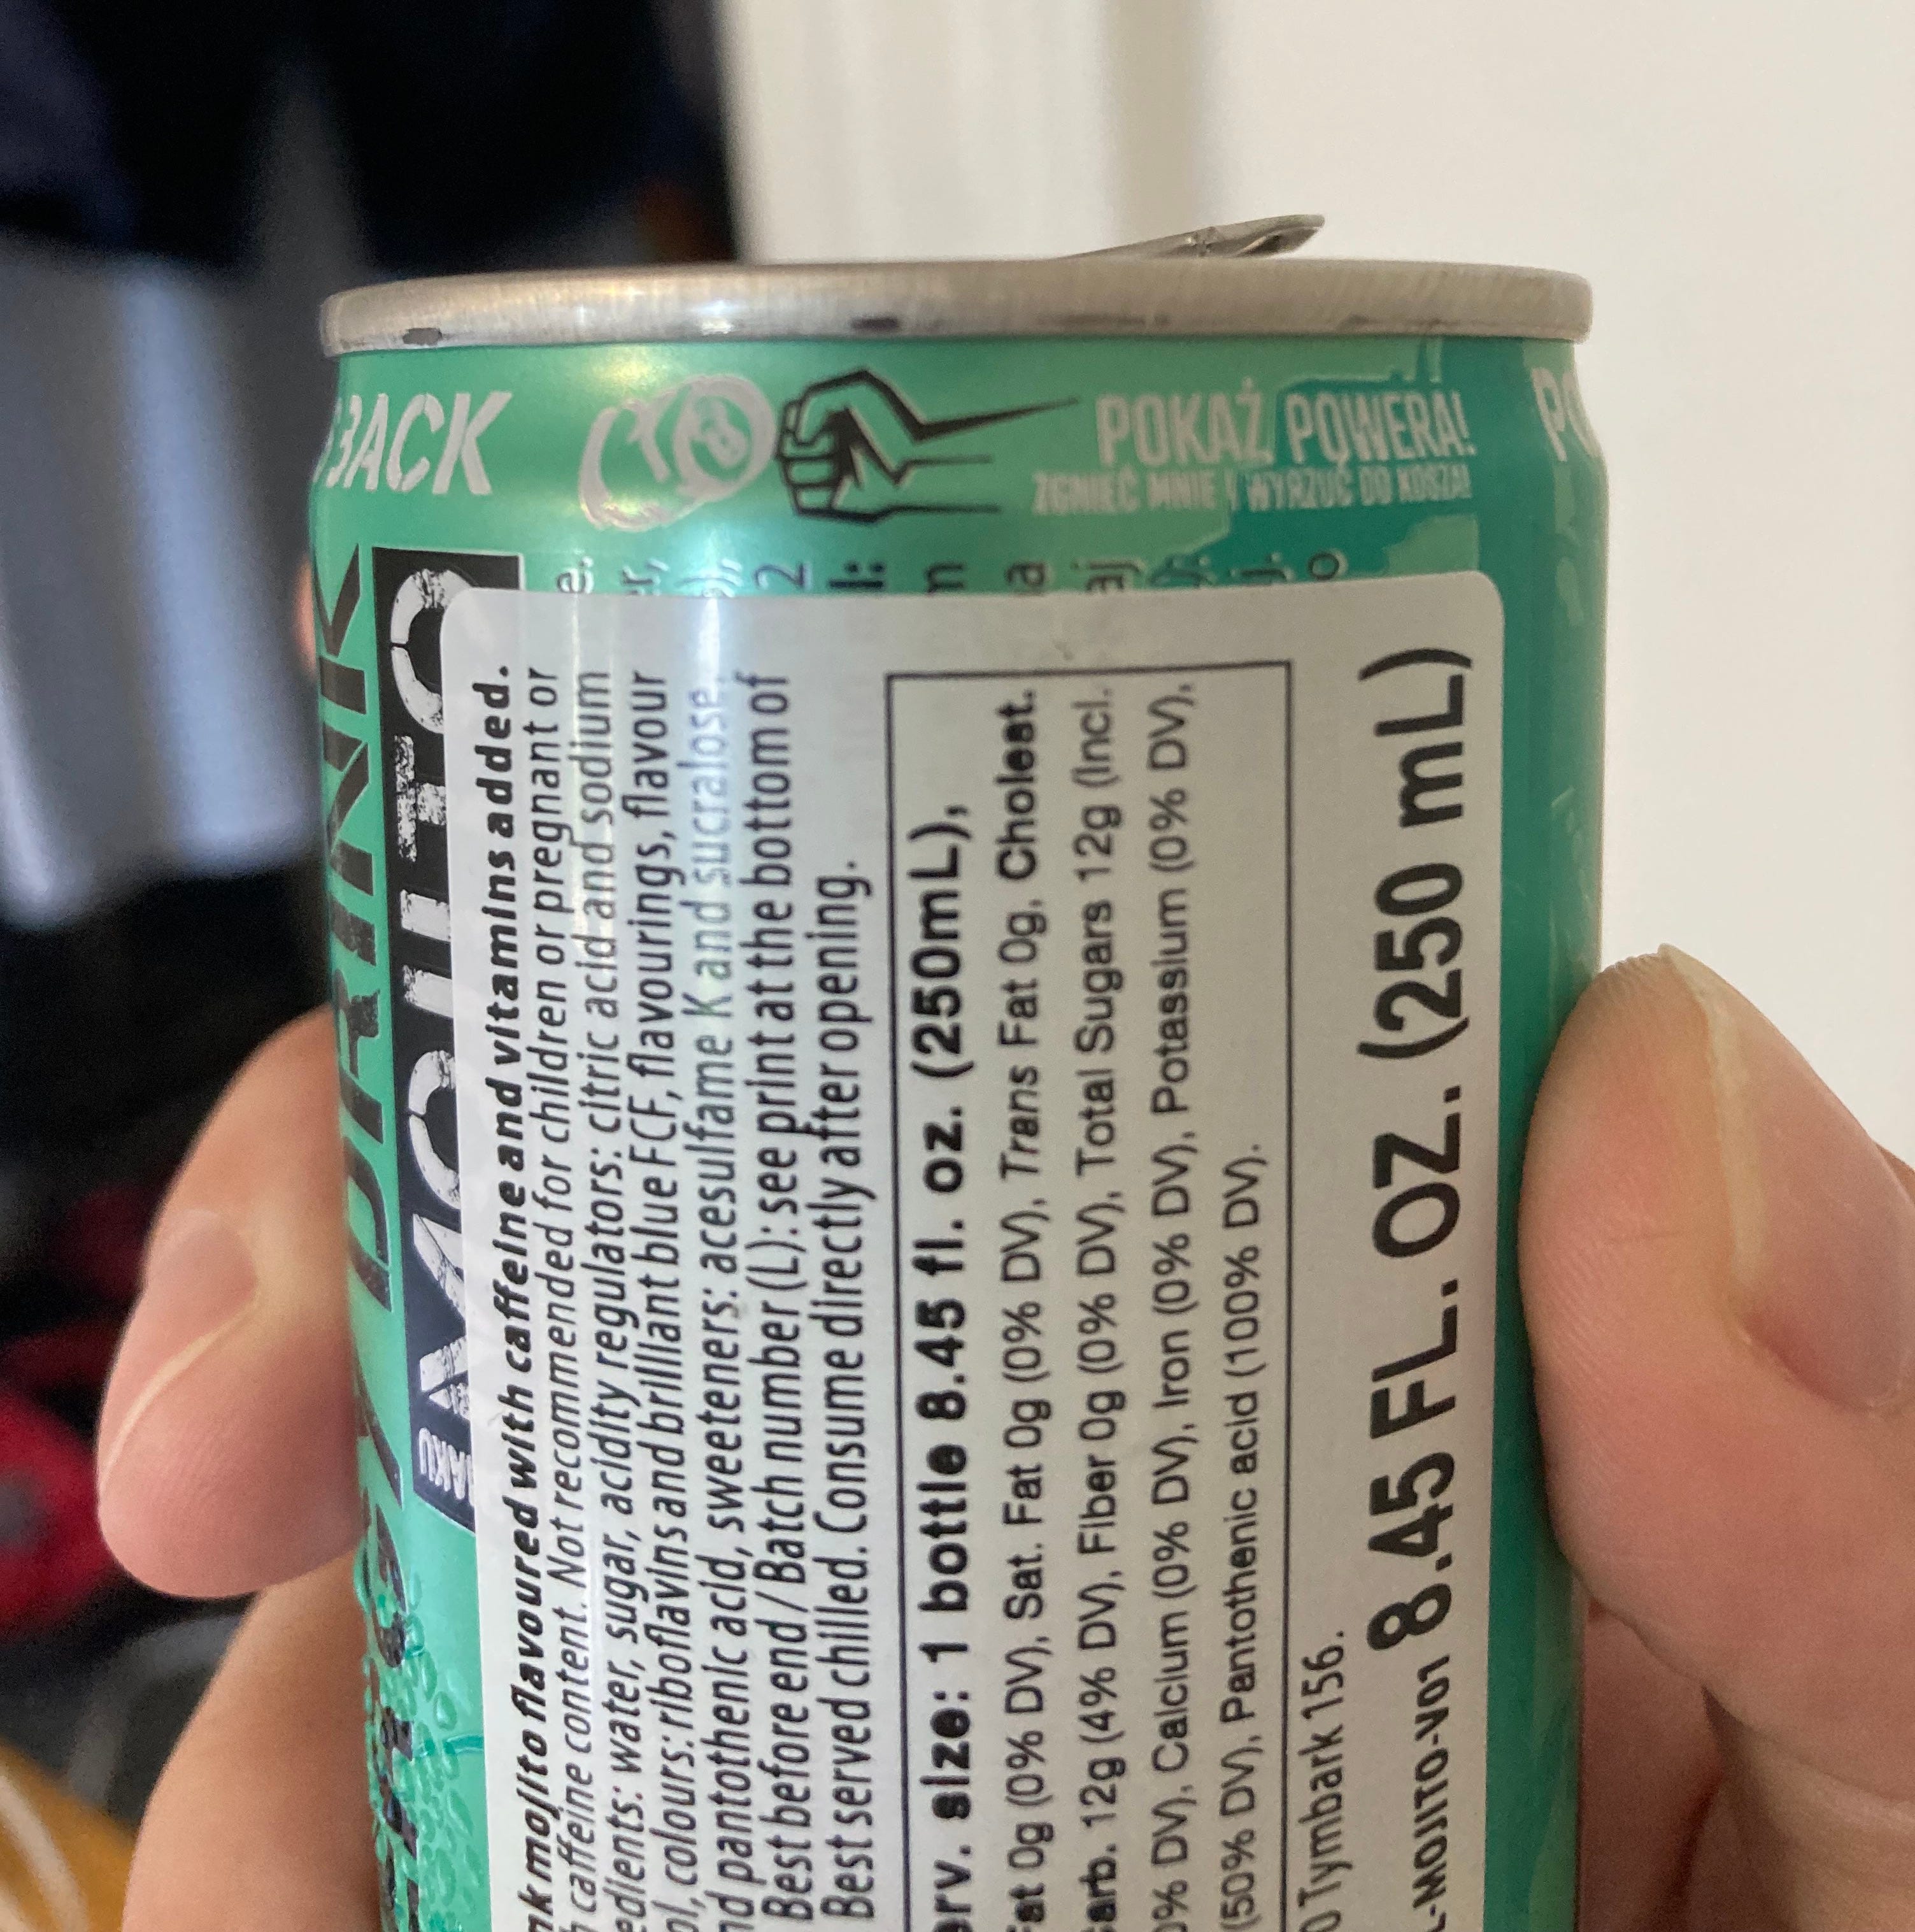 BACK
POKAŻ POWERA!
ZGNIEĆ MNIE I WYRZUĆ DO KOSZA!
DRINK
MOJITO
mojito flavoured with caffeine and vitamins added.
caffeine content. Not recommended for children or pregnant or
water, sugar, acidity regulators: citric acid and sodium
colours: riboflavins and brilliant blue FCF, flavourings, flavour
pantothenic acid, sweeteners: acesulfame K and sucralose.
Best before end / Batch number (L): see print at the bottom of
Best served chilled. Consume directly after opening.
size: 1 bottle 8.45 fl. oz. (250mL),
Fat 0g (0% DV), Sat. Fat 0g (0% DV), Trans Fat 0g, Cholest.
12g (4% DV), Fiber 0g (0% DV), Total Sugars 12g (Incl.
0% DV), Calcium (0% DV), Iron (0% DV), Potassium (0% DV),
(50% DV), Pantothenic acid (100% DV).
Tymbark 156.
-MOJITO-V01 8.45 FL. OZ. (250 mL)